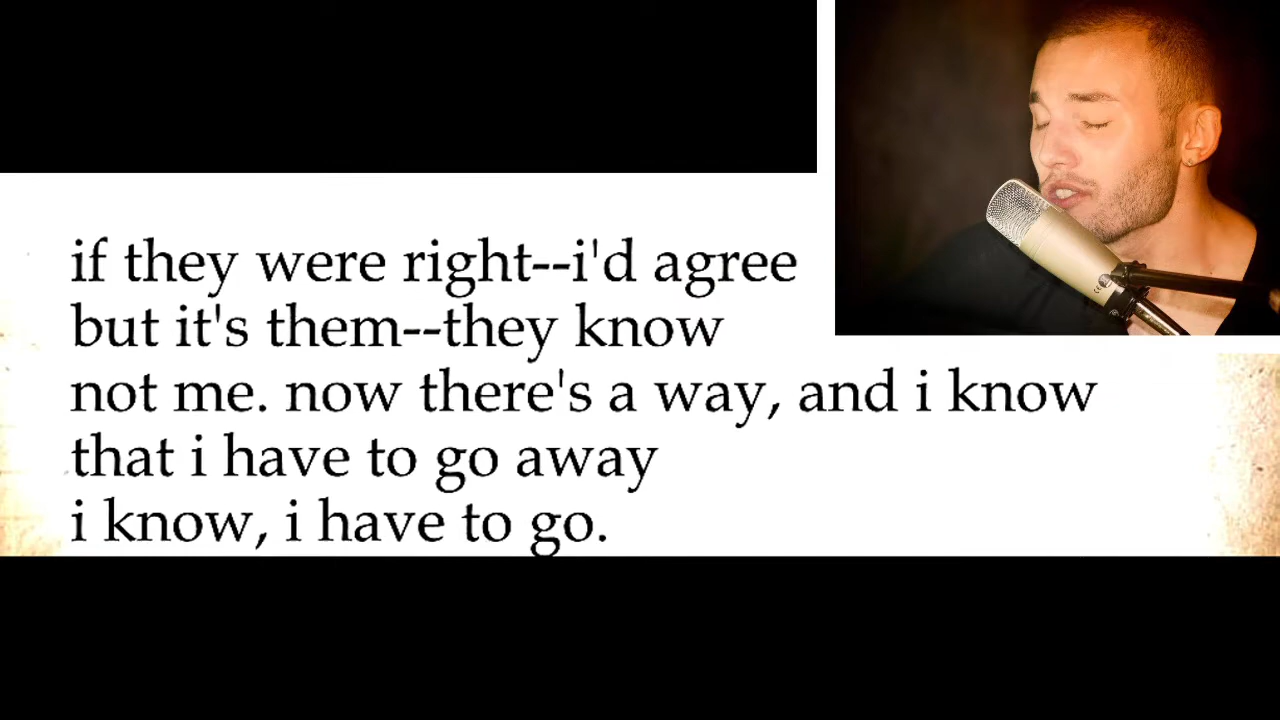 if they were right--i'd agree
but it's them--they know
not me. now there's a way, and i know
that i have to go away
i know, i have to go.